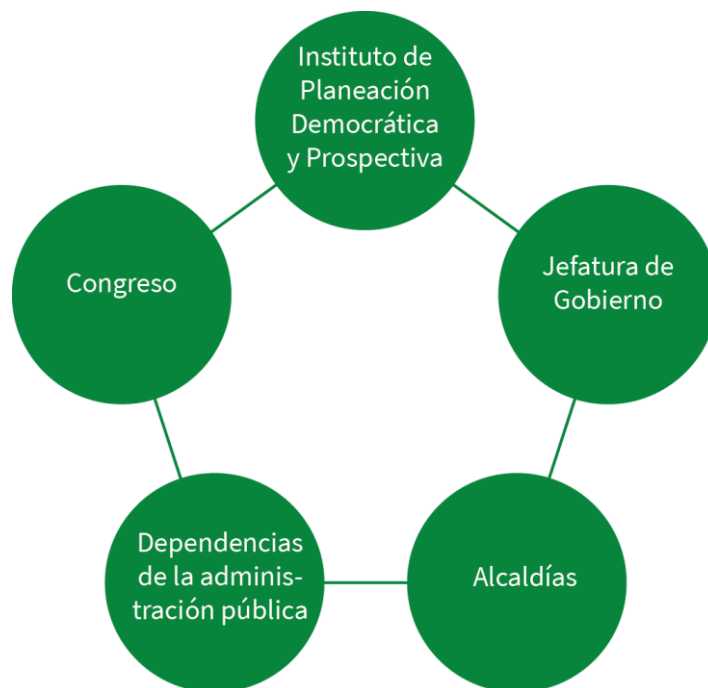 Instituto de
Planeación
Democrática
y Prospectiva
Jefatura de
Gobierno
Alcaldías
Dependencias
de la adminis-
tración pública
Congreso